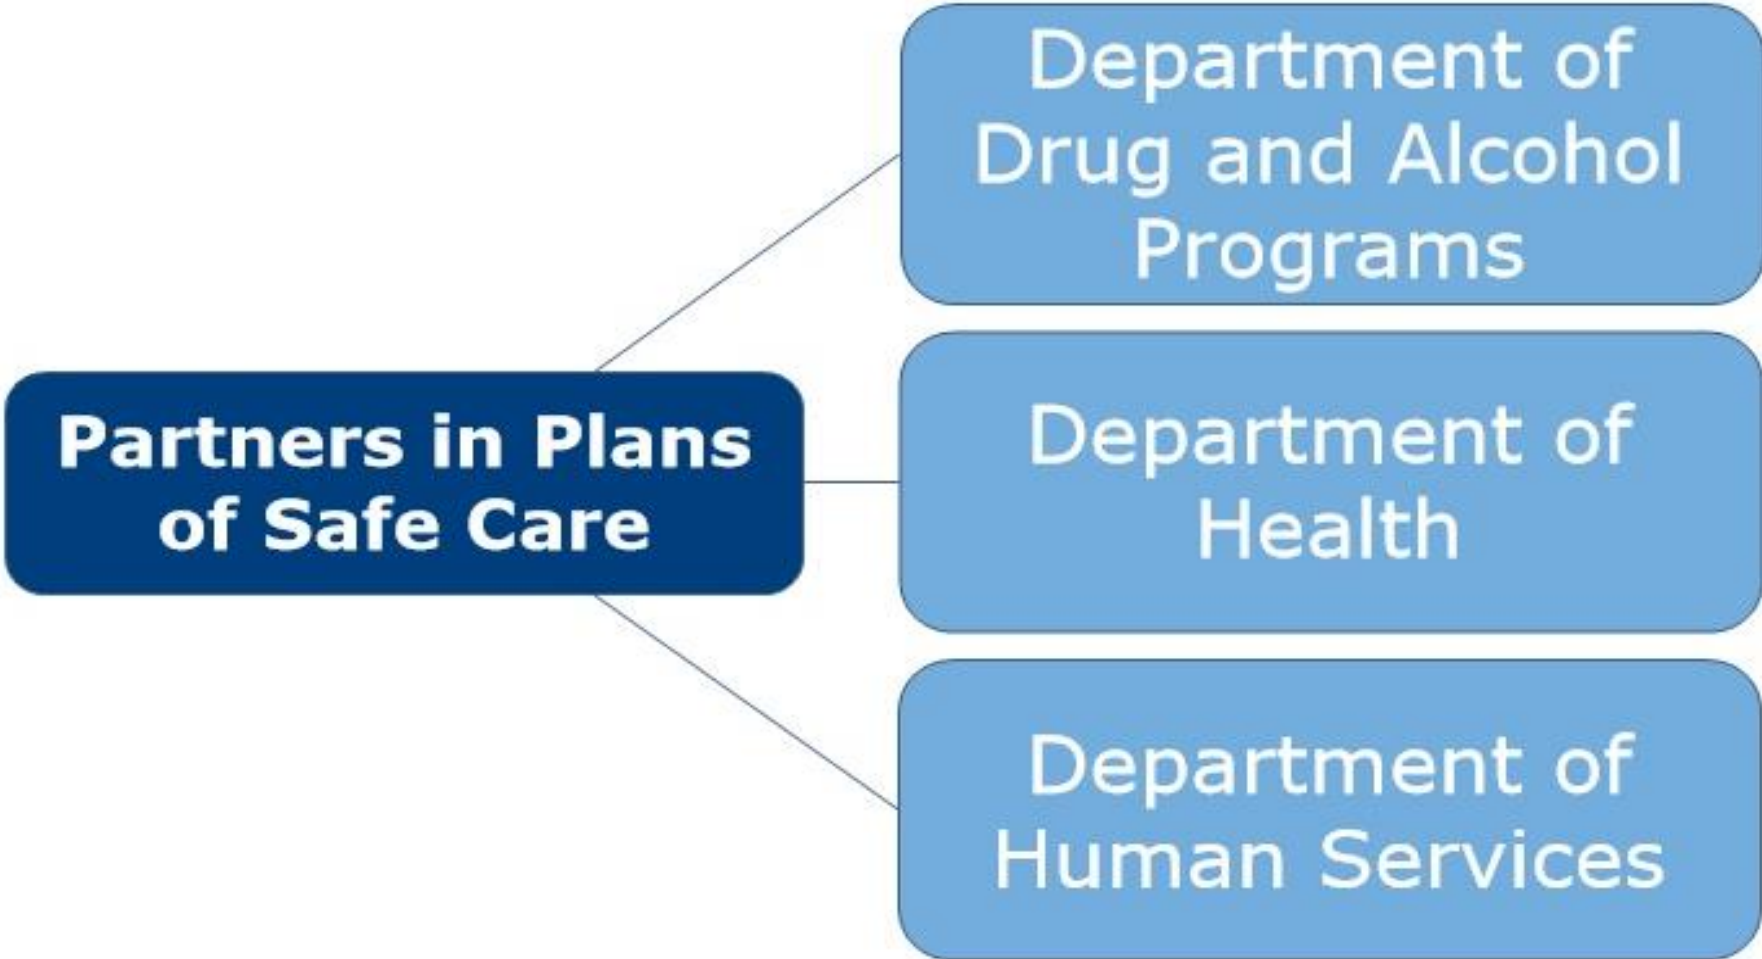 Department of
Drug and Alcohol
Programs
Partners in Plans
of Safe Care
Department of
Health
Department of
Human Services